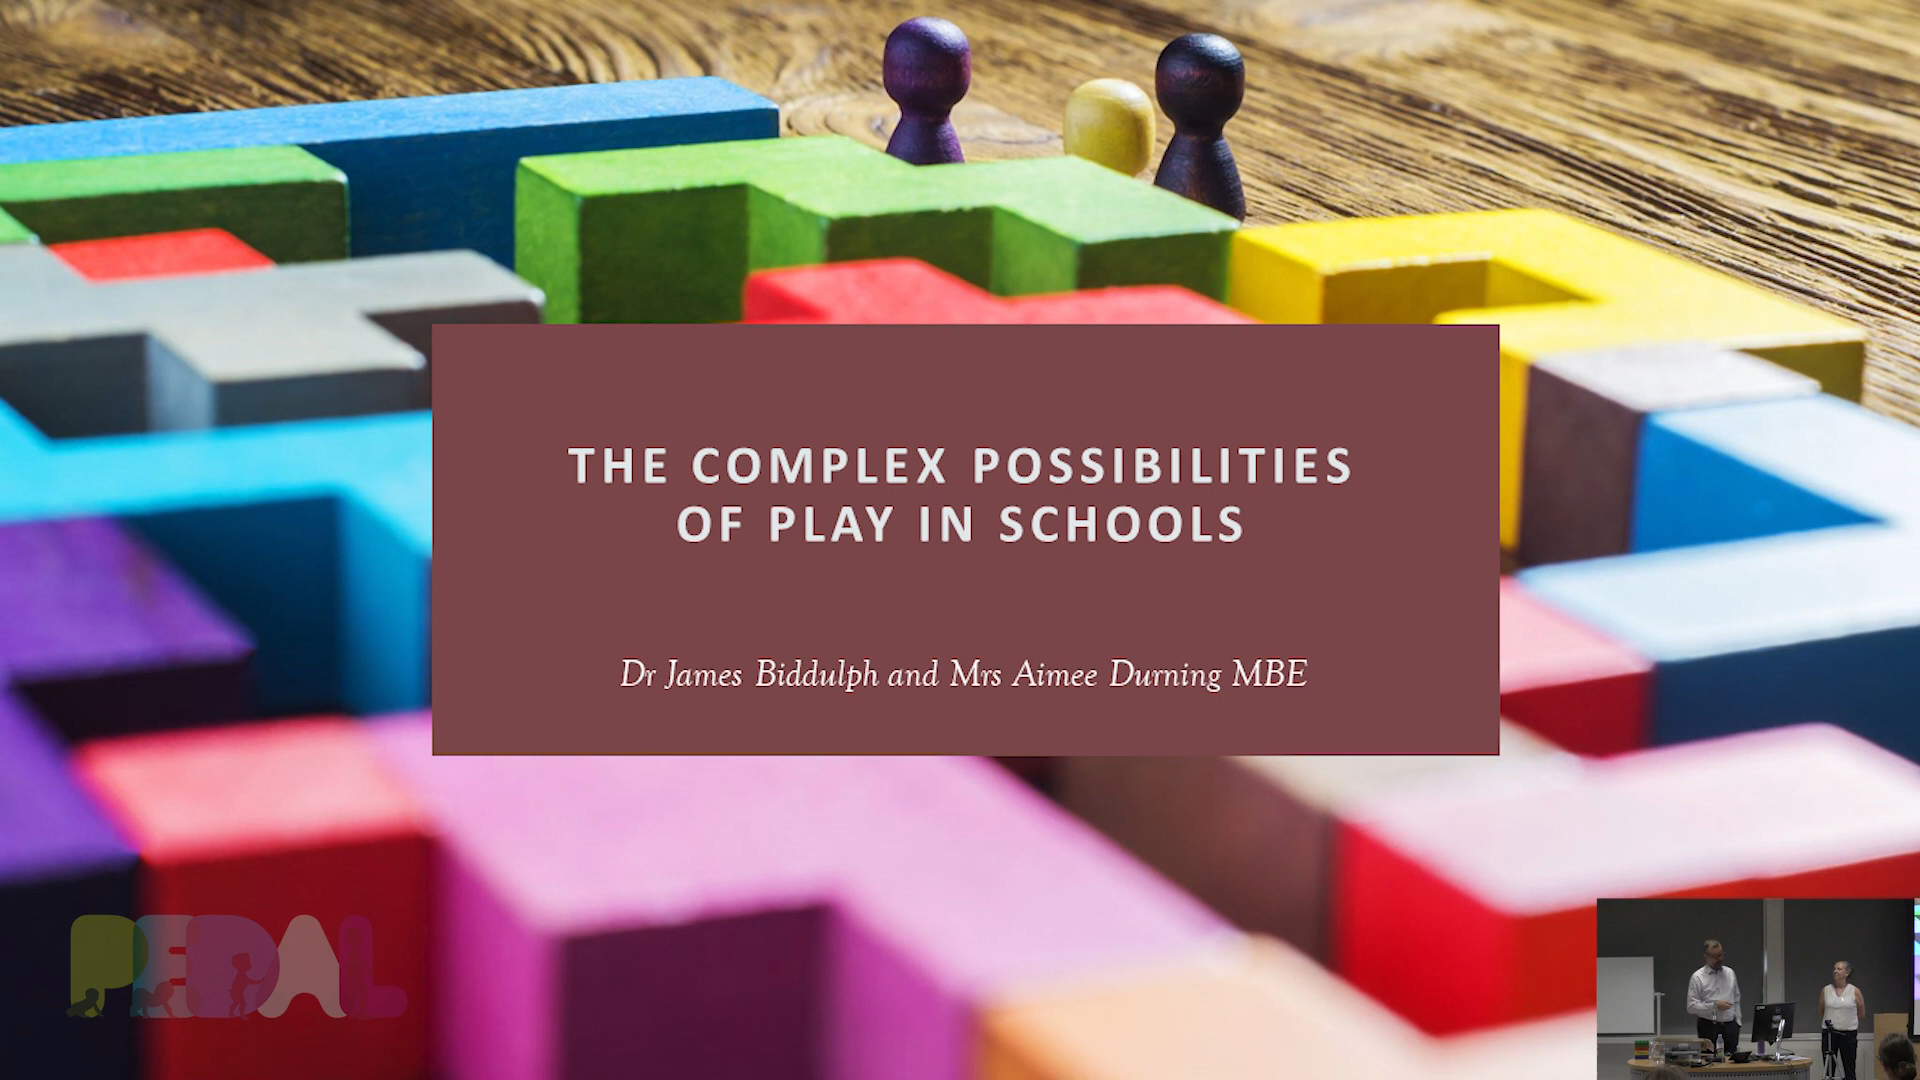 THE COMPLEX POSSIBILITIES
OF PLAY IN SCHOOLS
Dr James Biddulph and Mrs Aimee Durning MBE
PEDAL